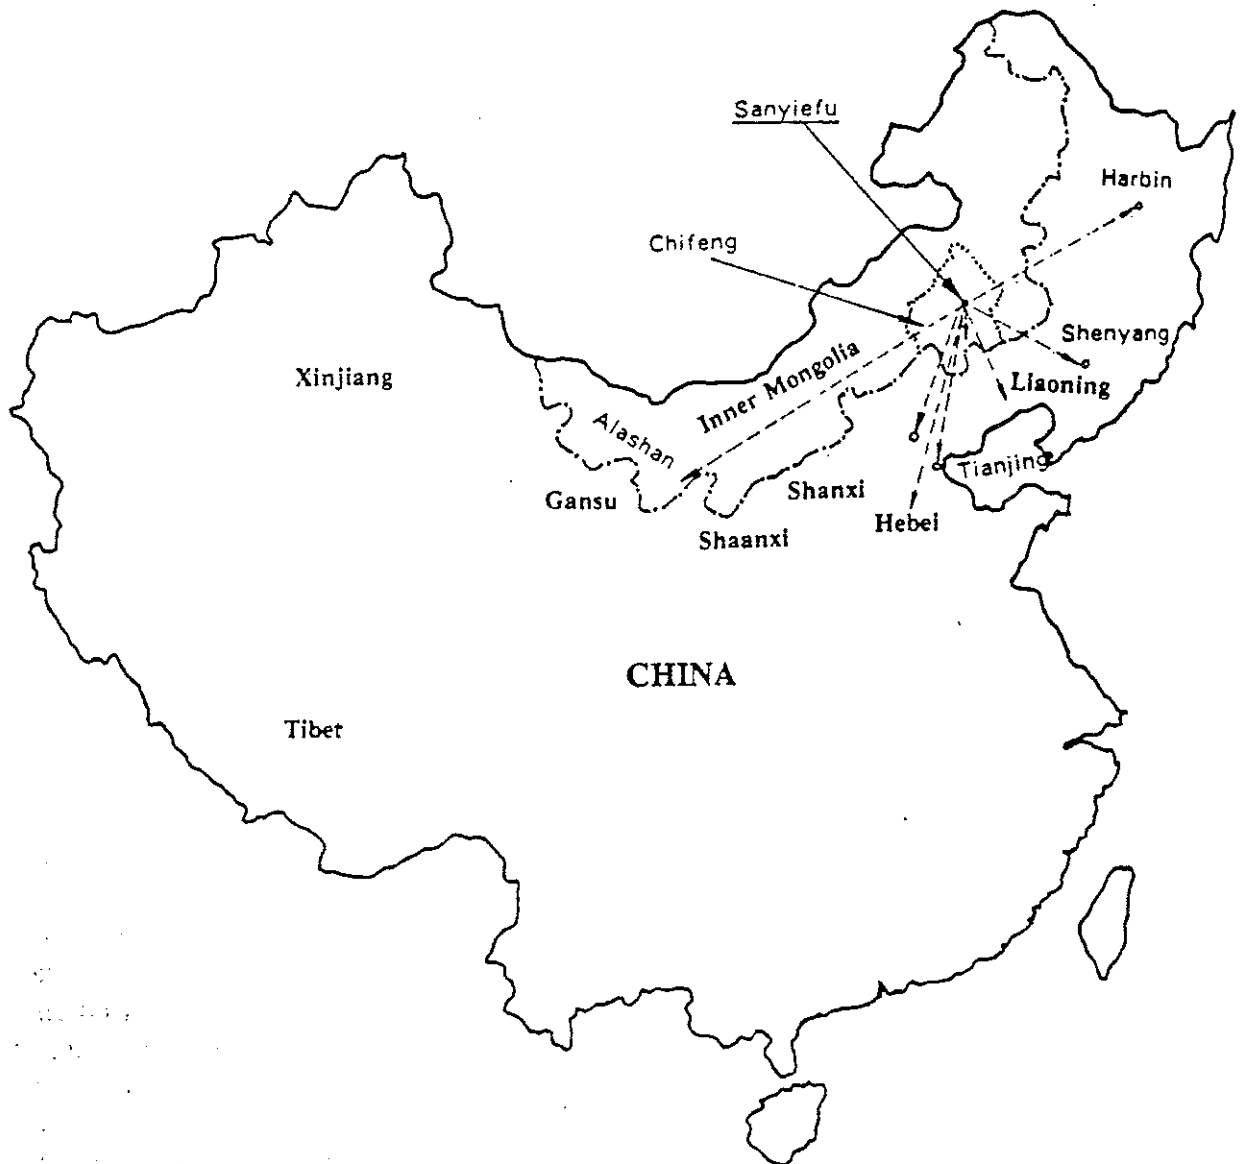 Sanyiefu
Harbin
Chifeng
Shenyang
Xinjiang
Inner Mongolia
Liaoning
Alashan
Tianjing
Gansu
Shanxi
Hebei
Shaanxi
CHINA
Tibet